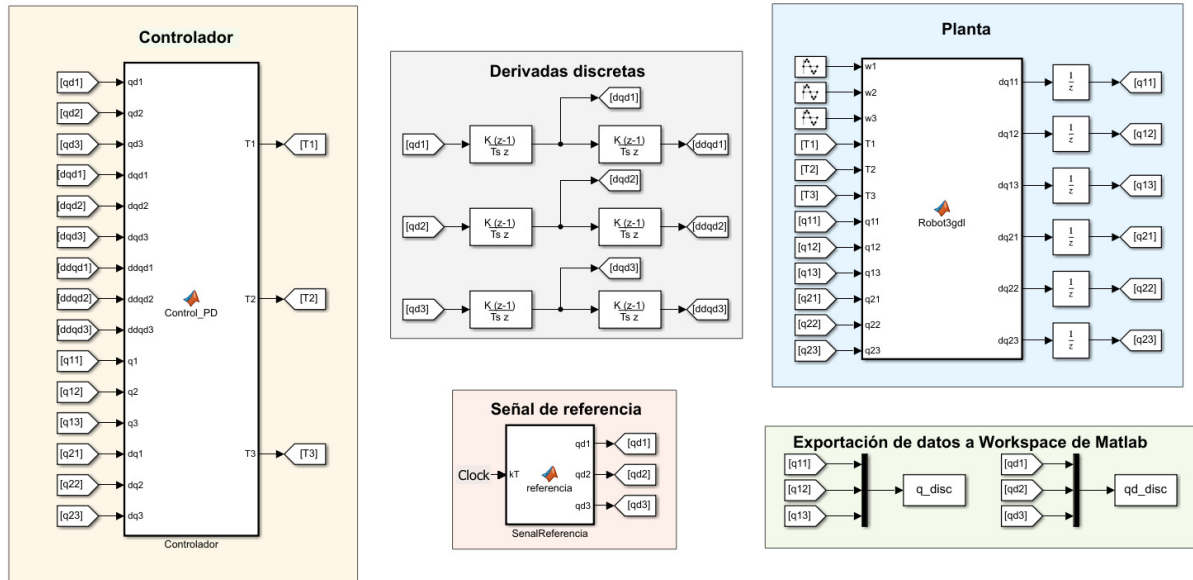 Controlador
[qd1] qd1
[qd2] qd2
[qd3] qd3 T1 [T1]
[dqd1] dqd1
[dqd2] dqd2
[dqd3] dqd3
[ddqd1] ddqd1
[ddqd2] ddqd2 T2 [T2]
Control_PD
[ddqd3] ddqd3
[q11] q1
[q12] q2
[q13] q3
[q21] dq1 T3 [T3]
[q22] dq2
[q23] dq3
Controlador
Derivadas discretas
[dqd1]
[qd1] K (z-1) K (z-1) [ddqd1]
Ts z Ts z
[dqd2]
[qd2] K (z-1) K (z-1) [ddqd2]
Ts z Ts z
[dqd3]
[qd3] K (z-1) K (z-1) [ddqd3]
Ts z Ts z
Señal de referencia
qd1 [qd1]
Clock kT qd2 [qd2]
referencia
qd3 [qd3]
SenalReferencia
Planta
w1
w2
w3
[T1] T1
[T2] T2
[T3] T3
[q11] q11
[q12] q12
[q13] q13
[q21] q21
[q22] q22
[q23] q23
Robot3gdl
dq11 1/z [q11]
dq12 1/z [q12]
dq13 1/z [q13]
dq21 1/z [q21]
dq22 1/z [q22]
dq23 1/z [q23]
Exportación de datos a Workspace de Matlab
[q11]
[q12] q_disc
[q13]
[qd1]
[qd2] qd_disc
[qd3]